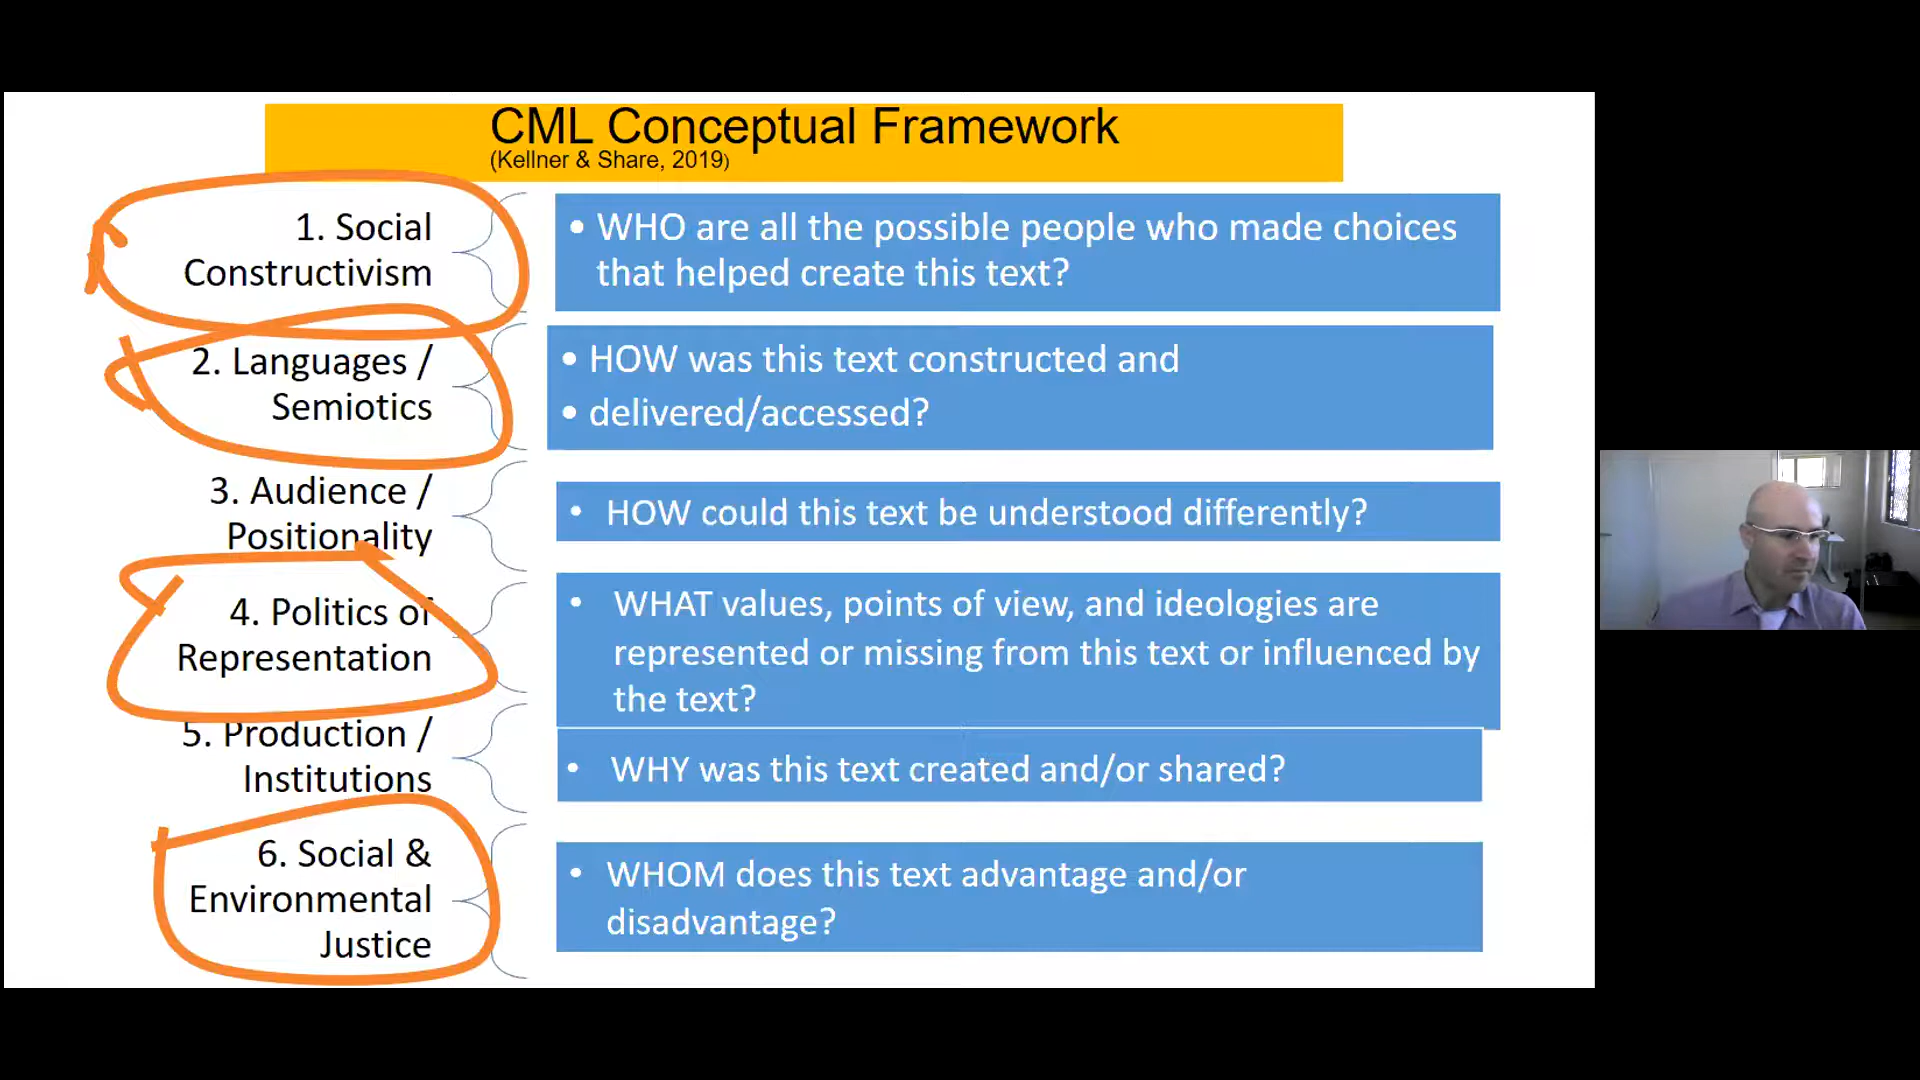 CML Conceptual Framework
(Kellner & Share, 2019)
1. Social
Constructivism
• WHO are all the possible people who made choices
that helped create this text?
2. Languages /
Semiotics
• HOW was this text constructed and
• delivered/accessed?
3. Audience /
Positionality
• HOW could this text be understood differently?
4. Politics of
Representation
• WHAT values, points of view, and ideologies are
represented or missing from this text or influenced by
the text?
5. Production /
Institutions
• WHY was this text created and/or shared?
6. Social &
Environmental
Justice
• WHOM does this text advantage and/or
disadvantage?